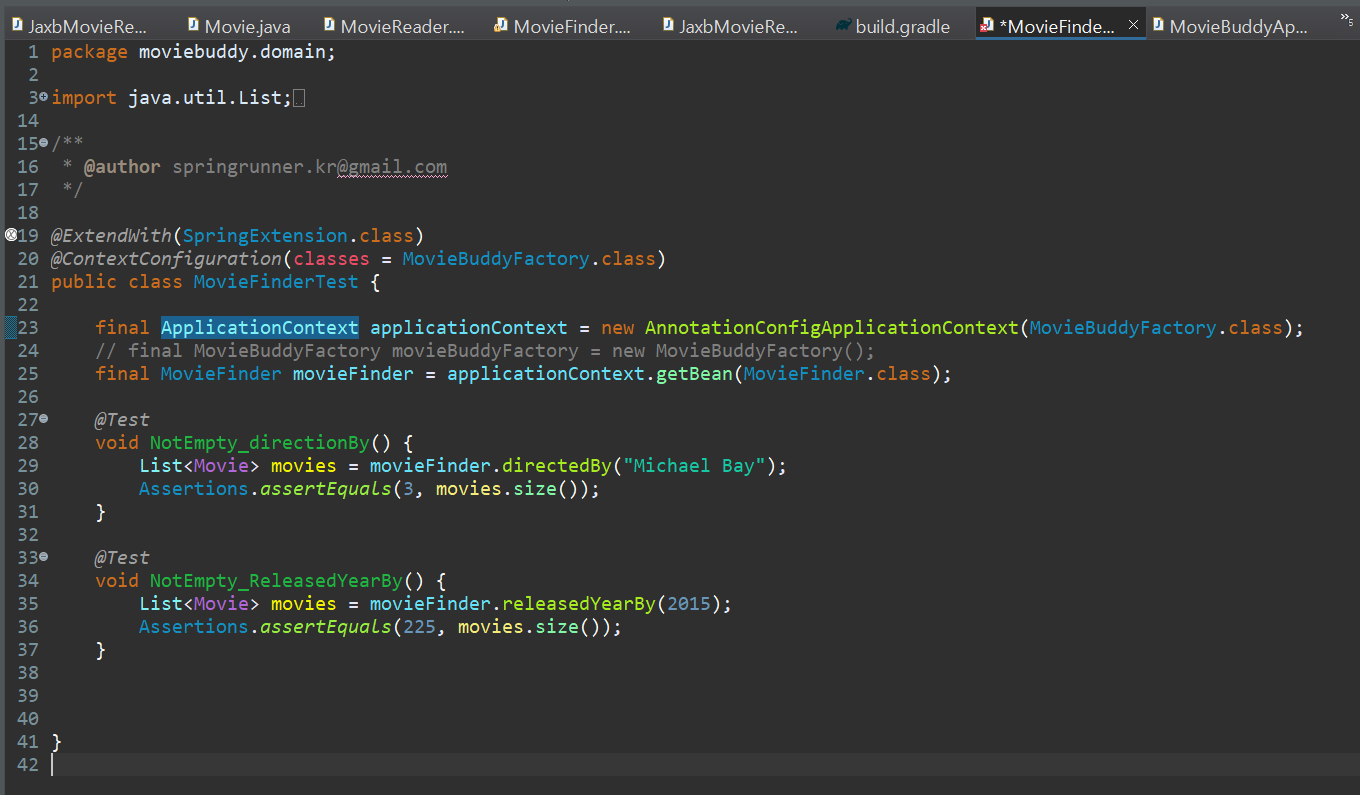 JaxbMovieRe... Movie.java MovieReader.... MovieFinder.... JaxbMovieRe... build.gradle *MovieFinde... MovieBuddyAp... »5
1 package moviebuddy.domain;
2
3 import java.util.List;
14
15 /**
16  * @author springrunner.kr@gmail.com
17  */
18
19 @ExtendWith(SpringExtension.class)
20 @ContextConfiguration(classes = MovieBuddyFactory.class)
21 public class MovieFinderTest {
22
23     final ApplicationContext applicationContext = new AnnotationConfigApplicationContext(MovieBuddyFactory.class);
24     // final MovieBuddyFactory movieBuddyFactory = new MovieBuddyFactory();
25     final MovieFinder movieFinder = applicationContext.getBean(MovieFinder.class);
26
27     @Test
28     void NotEmpty_directionBy() {
29         List<Movie> movies = movieFinder.directedBy("Michael Bay");
30         Assertions.assertEquals(3, movies.size());
31     }
32
33     @Test
34     void NotEmpty_ReleasedYearBy() {
35         List<Movie> movies = movieFinder.releasedYearBy(2015);
36         Assertions.assertEquals(225, movies.size());
37     }
38
39
40
41 }
42